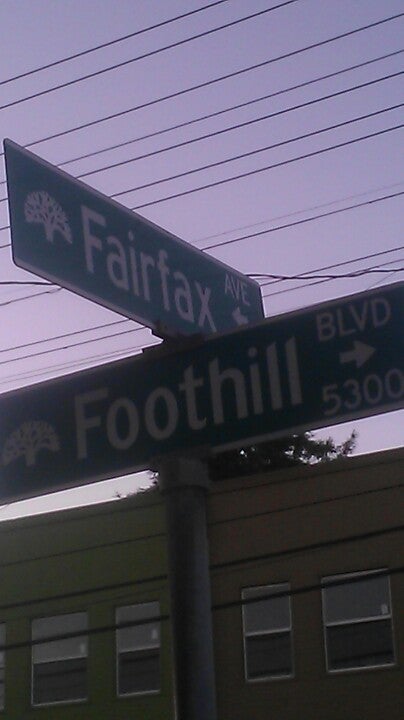 Fairfax AVE ←
Foothill BLVD →
5300